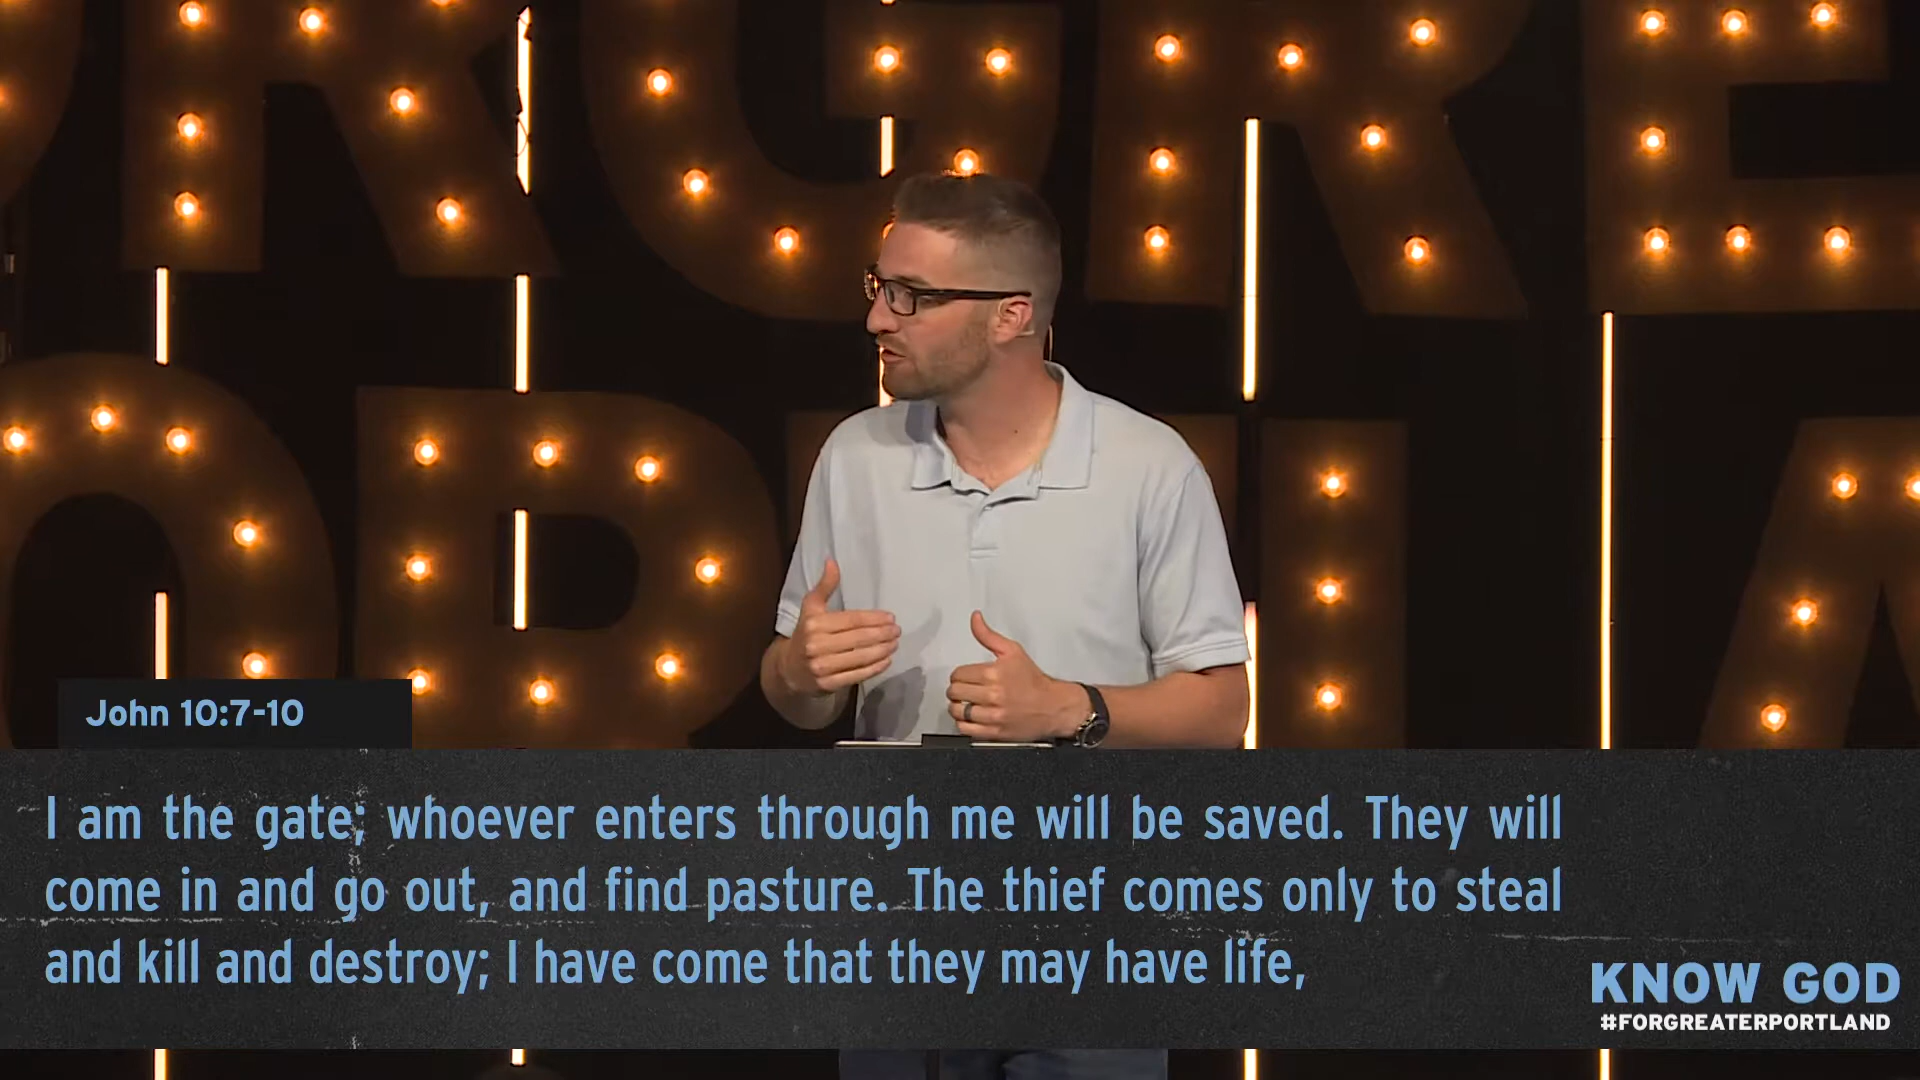 RGRE
ORTLA
John 10:7-10
I am the gate; whoever enters through me will be saved. They will
come in and go out, and find pasture. The thief comes only to steal
and kill and destroy; I have come that they may have life,
KNOW GOD
#FORGREATERPORTLAND